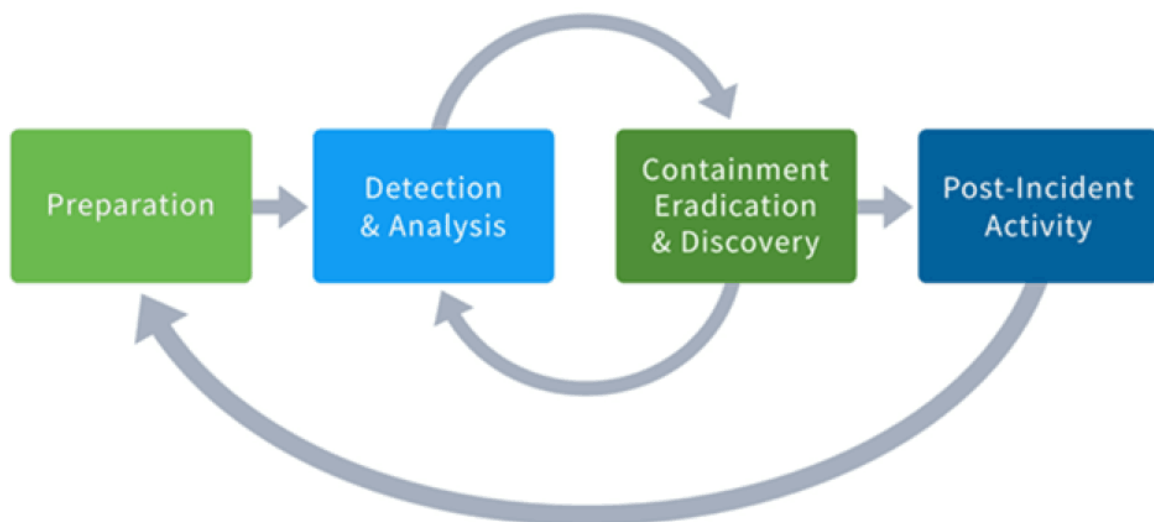 Preparation
Detection
& Analysis
Containment
Eradication
& Discovery
Post-Incident
Activity